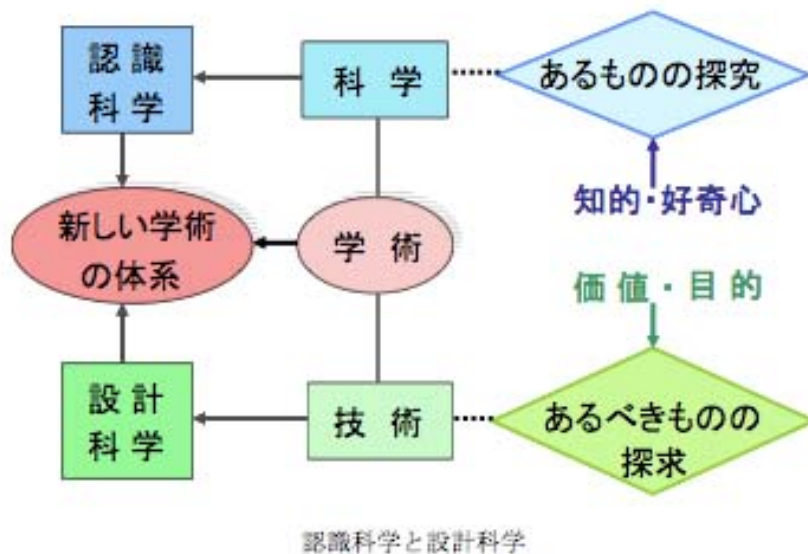 認識
科学
科学
あるものの探究
知的・好奇心
新しい学術
の体系
学術
価値・目的
設計
科学
技術
あるべきものの
探求
認識科学と設計科学